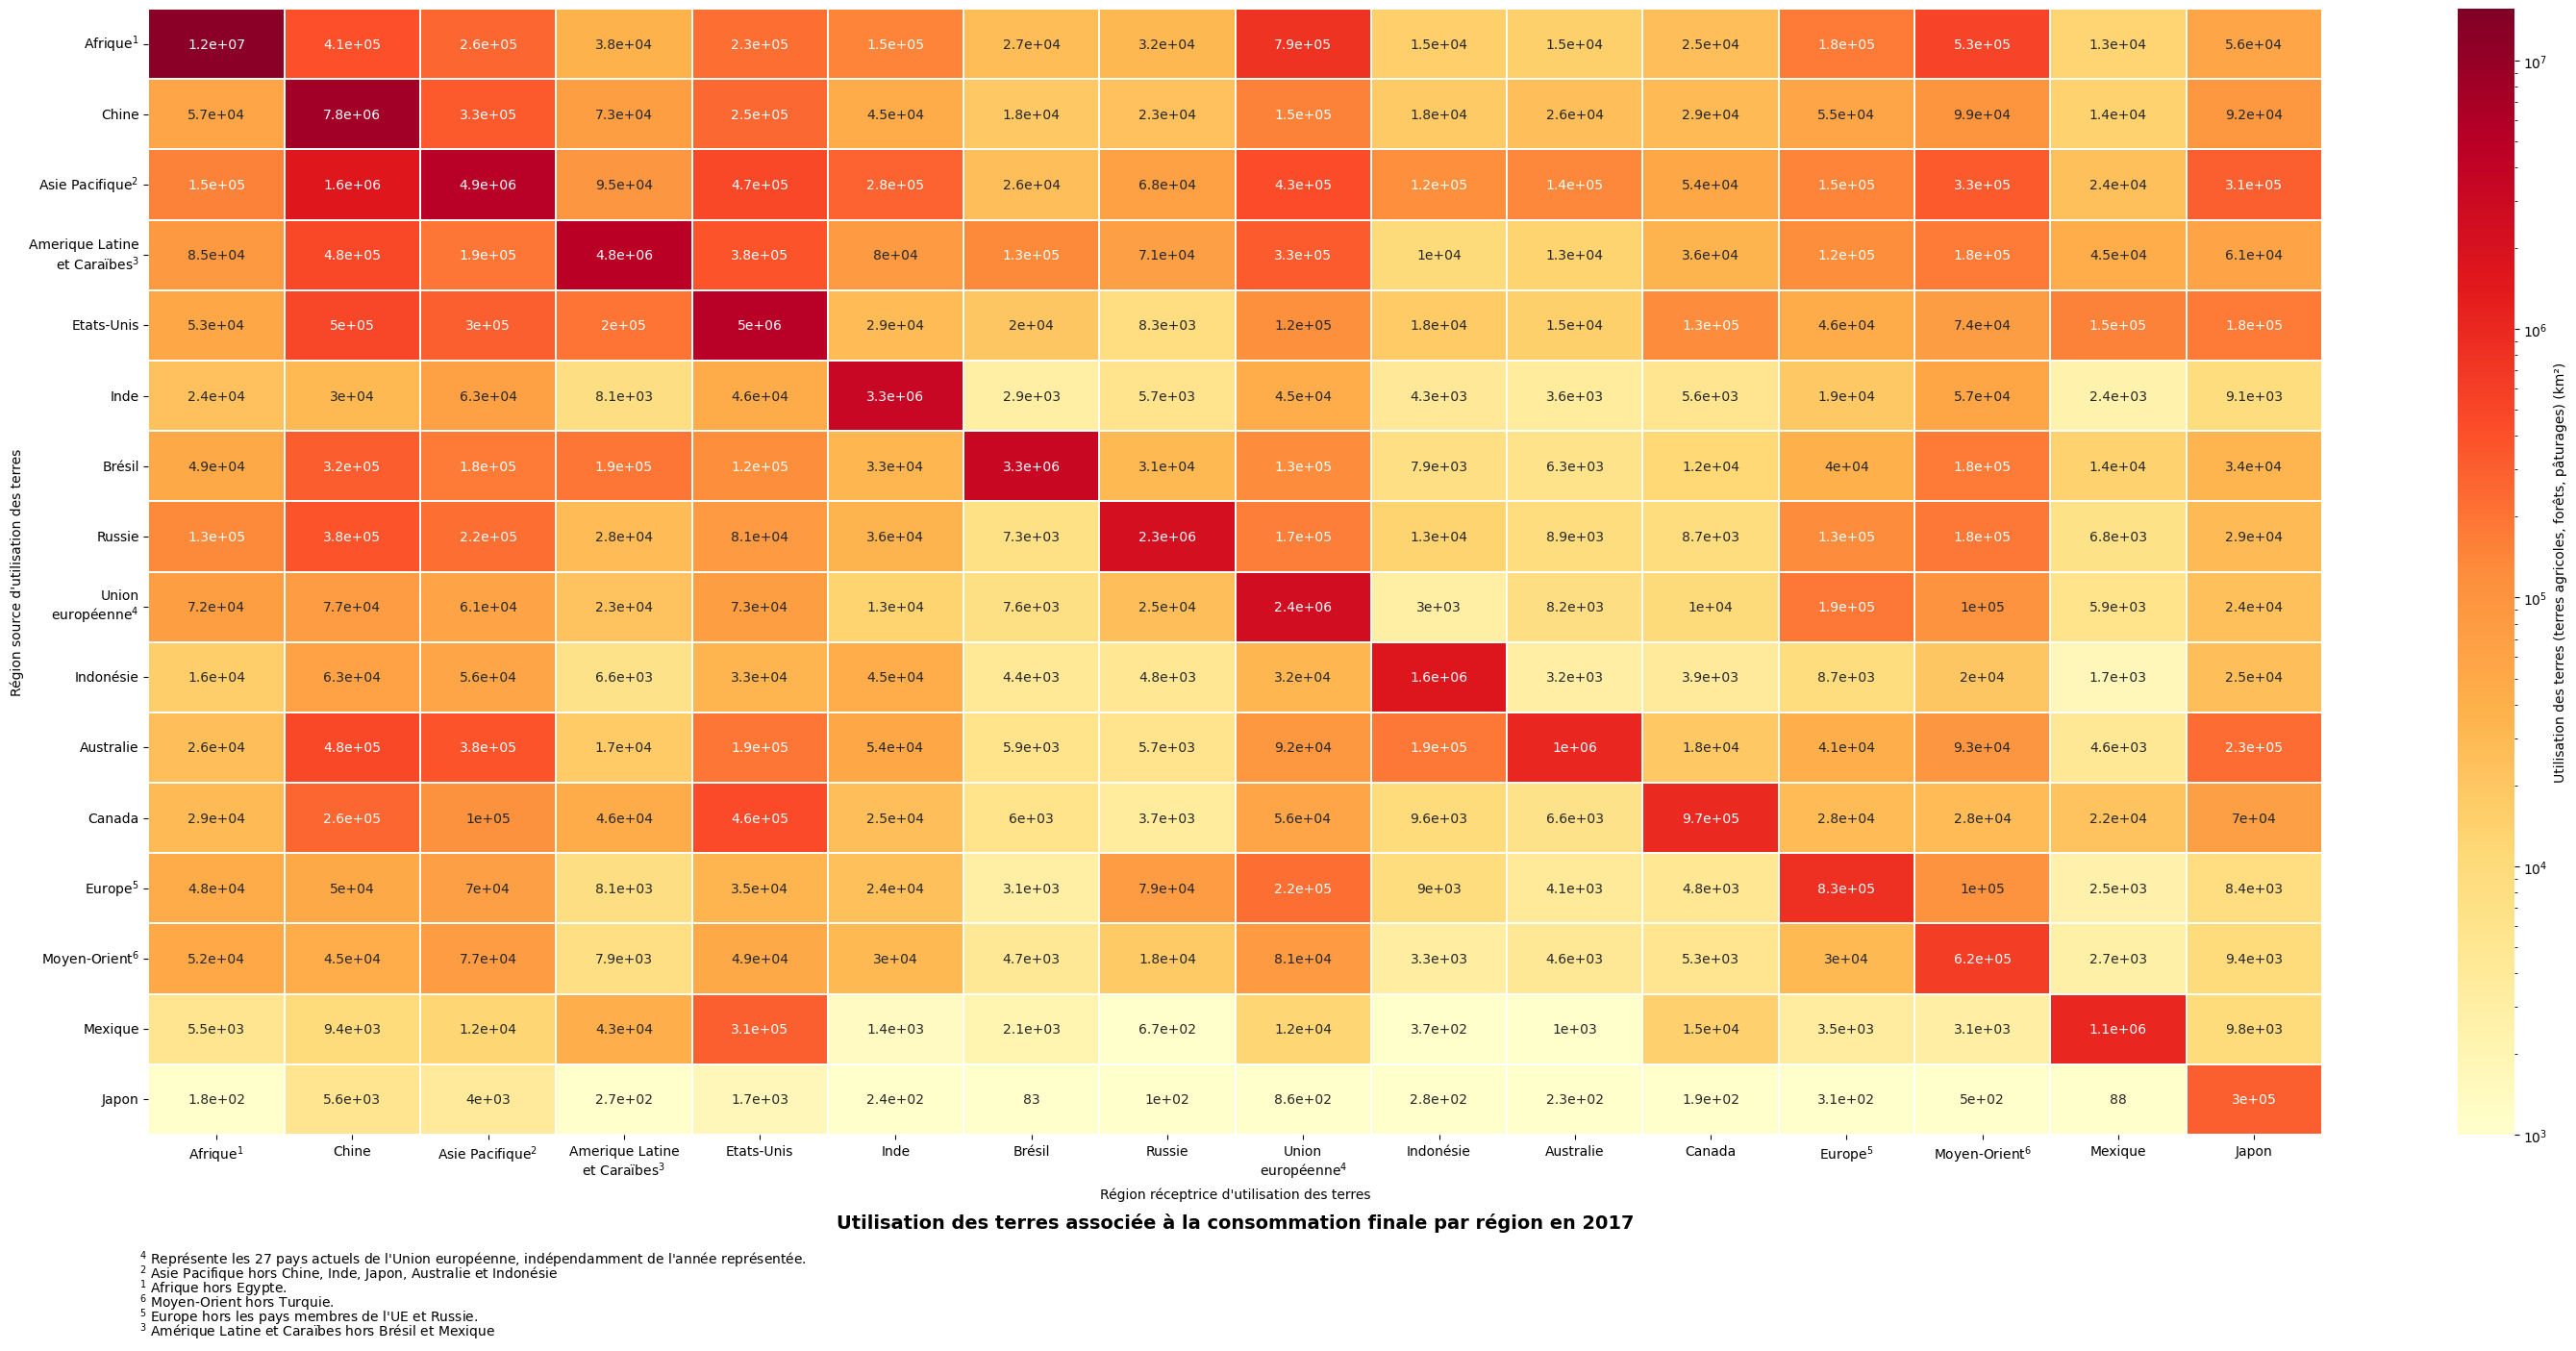 Afrique¹ 1.2e+07 4.1e+05 2.6e+05 3.8e+04 2.3e+05 1.5e+05 2.7e+04 3.2e+04 7.9e+05 1.5e+04 1.5e+04 2.5e+04 1.8e+05 5.3e+05 1.3e+04 5.6e+04
Chine 5.7e+04 7.8e+06 3.3e+05 7.3e+04 2.5e+05 4.5e+04 1.8e+04 2.3e+04 1.5e+05 1.8e+04 2.6e+04 2.9e+04 5.5e+04 9.9e+04 1.4e+04 9.2e+04
Asie Pacifique² 1.5e+05 1.6e+06 4.9e+06 9.5e+04 4.7e+05 2.8e+05 2.6e+04 6.8e+04 4.3e+05 1.2e+05 1.4e+05 5.4e+04 1.5e+05 3.3e+05 2.4e+04 3.1e+05
Amerique Latine
et Caraïbes³ 8.5e+04 4.8e+05 1.9e+05 4.8e+06 3.8e+05 8e+04 1.3e+05 7.1e+04 3.3e+05 1e+04 1.3e+04 3.6e+04 1.2e+05 1.8e+05 4.5e+04 6.1e+04
Etats-Unis 5.3e+04 5e+05 3e+05 2e+05 5e+06 2.9e+04 2e+04 8.3e+03 1.2e+05 1.8e+04 1.5e+04 1.3e+05 4.6e+04 7.4e+04 1.5e+05 1.8e+05
Inde 2.4e+04 3e+04 6.3e+04 8.1e+03 4.6e+04 3.3e+06 2.9e+03 5.7e+03 4.5e+04 4.3e+03 3.6e+03 5.6e+03 1.9e+04 5.7e+04 2.4e+03 9.1e+03
Brésil 4.9e+04 3.2e+05 1.8e+05 1.9e+05 1.2e+05 3.3e+04 3.3e+06 3.1e+04 1.3e+05 7.9e+03 6.3e+03 1.2e+04 4e+04 1.8e+05 1.4e+04 3.4e+04
Russie 1.3e+05 3.8e+05 2.2e+05 2.8e+04 8.1e+04 3.6e+04 7.3e+03 2.3e+06 1.7e+05 1.3e+04 8.9e+03 8.7e+03 1.3e+05 1.8e+05 6.8e+03 2.9e+04
Union
européenne⁴ 7.2e+04 7.7e+04 6.1e+04 2.3e+04 7.3e+04 1.3e+04 7.6e+03 2.5e+04 2.4e+06 3e+03 8.2e+03 1e+04 1.9e+05 1e+05 5.9e+03 2.4e+04
Indonésie 1.6e+04 6.3e+04 5.6e+04 6.6e+03 3.3e+04 4.5e+04 4.4e+03 4.8e+03 3.2e+04 1.6e+06 3.2e+03 3.9e+03 8.7e+03 2e+04 1.7e+03 2.5e+04
Australie 2.6e+04 4.8e+05 3.8e+05 1.7e+04 1.9e+05 5.4e+04 5.9e+03 5.7e+03 9.2e+04 1.9e+05 1e+06 1.8e+04 4.1e+04 9.3e+04 4.6e+03 2.3e+05
Canada 2.9e+04 2.6e+05 1e+05 4.6e+04 4.6e+05 2.5e+04 6e+03 3.7e+03 5.6e+04 9.6e+03 6.6e+03 9.7e+05 2.8e+04 2.8e+04 2.2e+04 7e+04
Europe⁵ 4.8e+04 5e+04 7e+04 8.1e+03 3.5e+04 2.4e+04 3.1e+03 7.9e+04 2.2e+05 9e+03 4.1e+03 4.8e+03 8.3e+05 1e+05 2.5e+03 8.4e+03
Moyen-Orient⁶ 5.2e+04 4.5e+04 7.7e+04 7.9e+03 4.9e+04 3e+04 4.7e+03 1.8e+04 8.1e+04 3.3e+03 4.6e+03 5.3e+03 3e+04 6.2e+05 2.7e+03 9.4e+03
Mexique 5.5e+03 9.4e+03 1.2e+04 4.3e+04 3.1e+05 1.4e+03 2.1e+03 6.7e+02 1.2e+04 3.7e+02 1e+03 1.5e+04 3.5e+03 3.1e+03 1.1e+06 9.8e+03
Japon 1.8e+02 5.6e+03 4e+03 2.7e+02 1.7e+03 2.4e+02 83 1e+02 8.6e+02 2.8e+02 2.3e+02 1.9e+02 3.1e+02 5e+02 88 3e+05
Afrique¹ Chine Asie Pacifique² Amerique Latine Etats-Unis Inde Brésil Russie Union Indonésie Australie Canada Europe⁵ Moyen-Orient⁶ Mexique Japon
et Caraïbes³ européenne⁴
Région source d'utilisation des terres
Région réceptrice d'utilisation des terres
10⁷
10⁶
10⁵
10⁴
10³
Utilisation des terres (terres agricoles, forêts, pâturages) (km²)
Utilisation des terres associée à la consommation finale par région en 2017
⁴ Représente les 27 pays actuels de l'Union européenne, indépendamment de l'année représentée.
² Asie Pacifique hors Chine, Inde, Japon, Australie et Indonésie
¹ Afrique hors Egypte.
⁶ Moyen-Orient hors Turquie.
⁵ Europe hors les pays membres de l'UE et Russie.
³ Amérique Latine et Caraïbes hors Brésil et Mexique